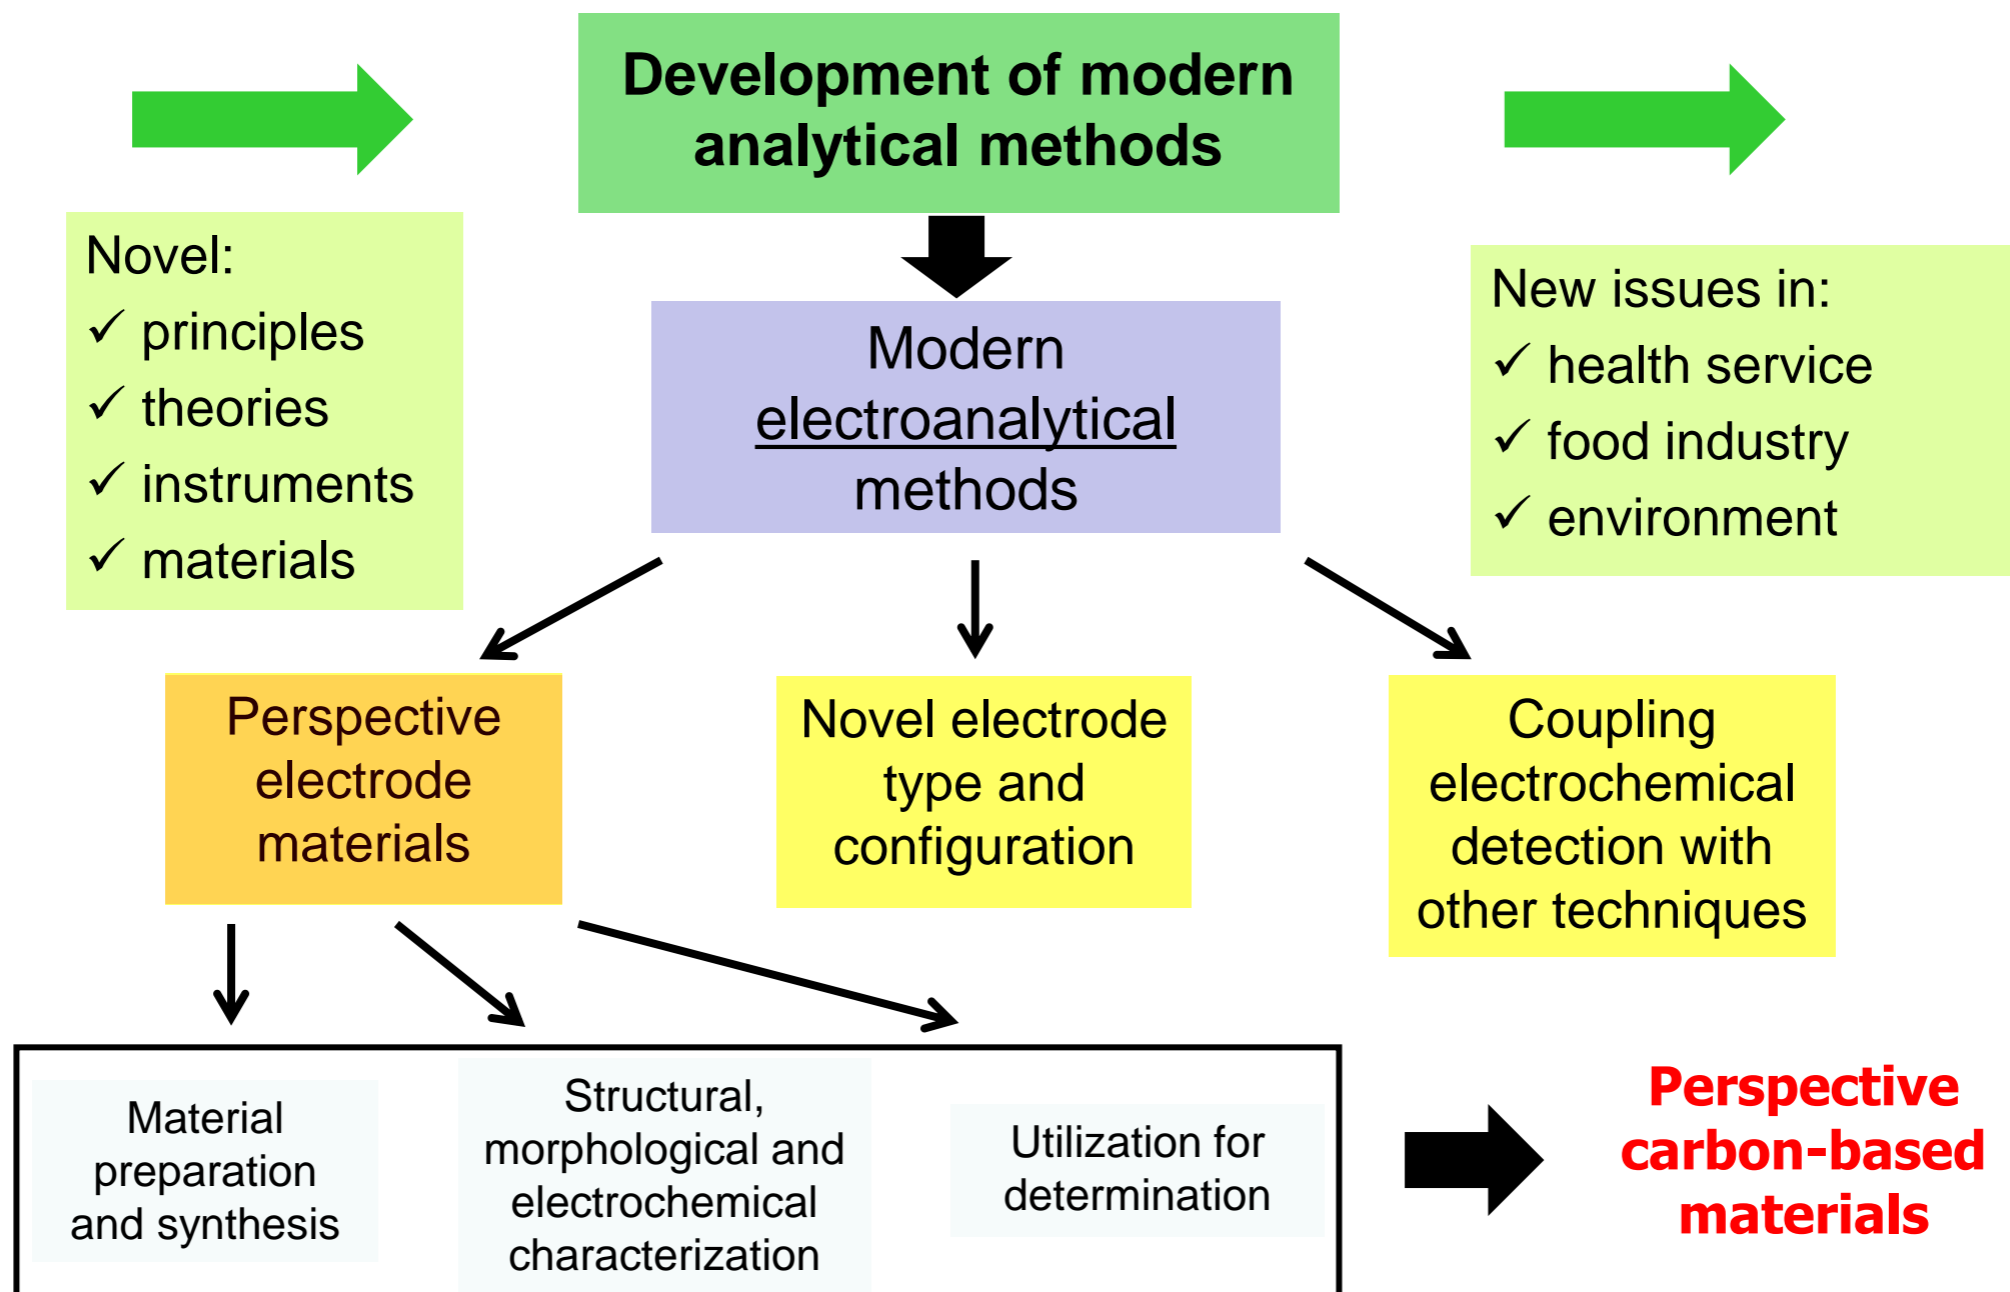 Development of modern
analytical methods
Novel:
✓ principles
✓ theories
✓ instruments
✓ materials
Modern
electroanalytical
methods
New issues in:
✓ health service
✓ food industry
✓ environment
Perspective
electrode
materials
Novel electrode
type and
configuration
Coupling
electrochemical
detection with
other techniques
Material
preparation
and synthesis
Structural,
morphological and
electrochemical
characterization
Utilization for
determination
Perspective
carbon-based
materials